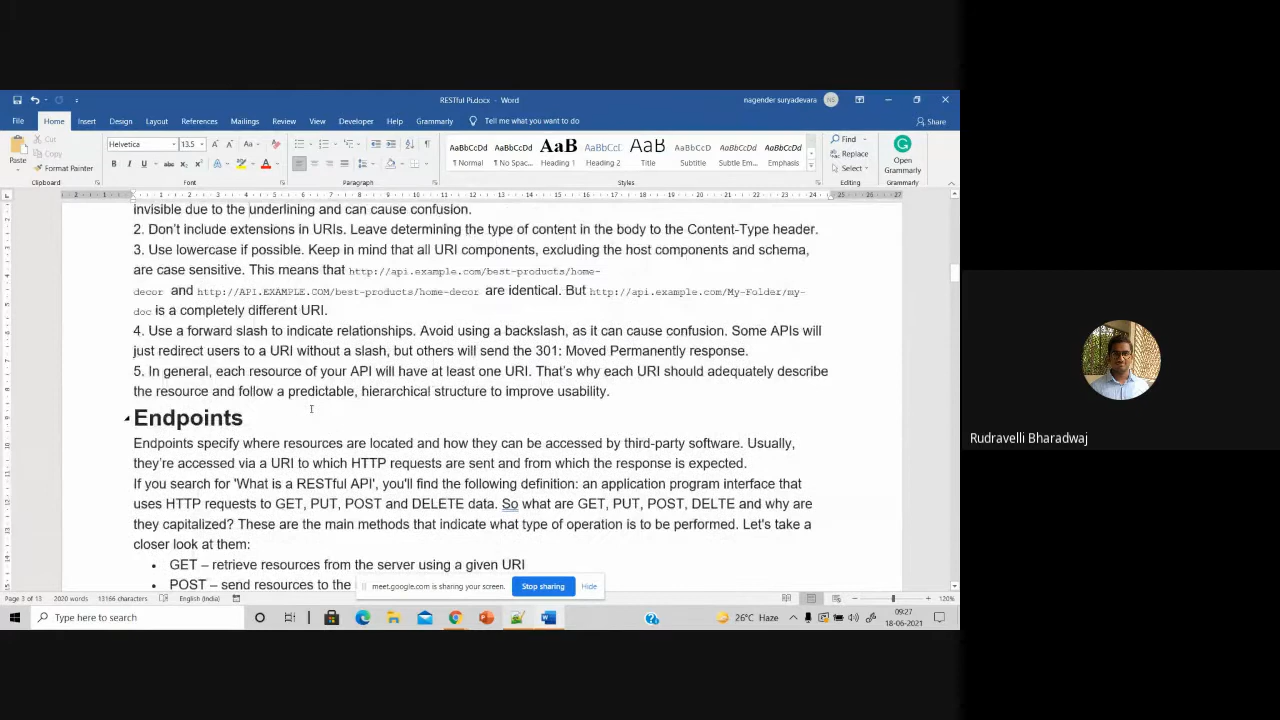 RESTful Pi.docx - Word
nagender suryadevara
NS
File Home Insert Design Layout References Mailings Review View Developer Help Grammarly Tell me what you want to do
Share
Cut
Copy
Format Painter
Paste
Clipboard
Helvetica 13.5
Font
Paragraph
AaBbCcDd AaBbCcDd AaB AaBbCcI AaB AaBbCcD AaBbCcDd AaBbCcDd
¶ Normal ¶ No Spac... Heading 1 Heading 2 Title Subtitle Subtle Em... Emphasis
Styles
Find
Replace
Select
Editing
Open
Grammarly
Grammarly
invisible due to the underlining and can cause confusion.
2. Don’t include extensions in URIs. Leave determining the type of content in the body to the Content-Type header.
3. Use lowercase if possible. Keep in mind that all URI components, excluding the host components and schema,
are case sensitive. This means that http://api.example.com/best-products/home-
decor and http://API.EXAMPLE.COM/best-products/home-decor are identical. But http://api.example.com/My-Folder/my-
doc is a completely different URI.
4. Use a forward slash to indicate relationships. Avoid using a backslash, as it can cause confusion. Some APIs will
just redirect users to a URI without a slash, but others will send the 301: Moved Permanently response.
5. In general, each resource of your API will have at least one URI. That’s why each URI should adequately describe
the resource and follow a predictable, hierarchical structure to improve usability.
Endpoints
Endpoints specify where resources are located and how they can be accessed by third-party software. Usually,
they’re accessed via a URI to which HTTP requests are sent and from which the response is expected.
If you search for 'What is a RESTful API', you'll find the following definition: an application program interface that
uses HTTP requests to GET, PUT, POST and DELETE data. So what are GET, PUT, POST, DELTE and why are
they capitalized? These are the main methods that indicate what type of operation is to be performed. Let's take a
closer look at them:
• GET – retrieve resources from the server using a given URI
• POST – send resources to the
meet.google.com is sharing your screen. Stop sharing Hide
Page 3 of 13 2020 words 13166 characters English (India)
120%
Type here to search
26°C Haze
09:27
18-06-2021
Rudravelli Bharadwaj